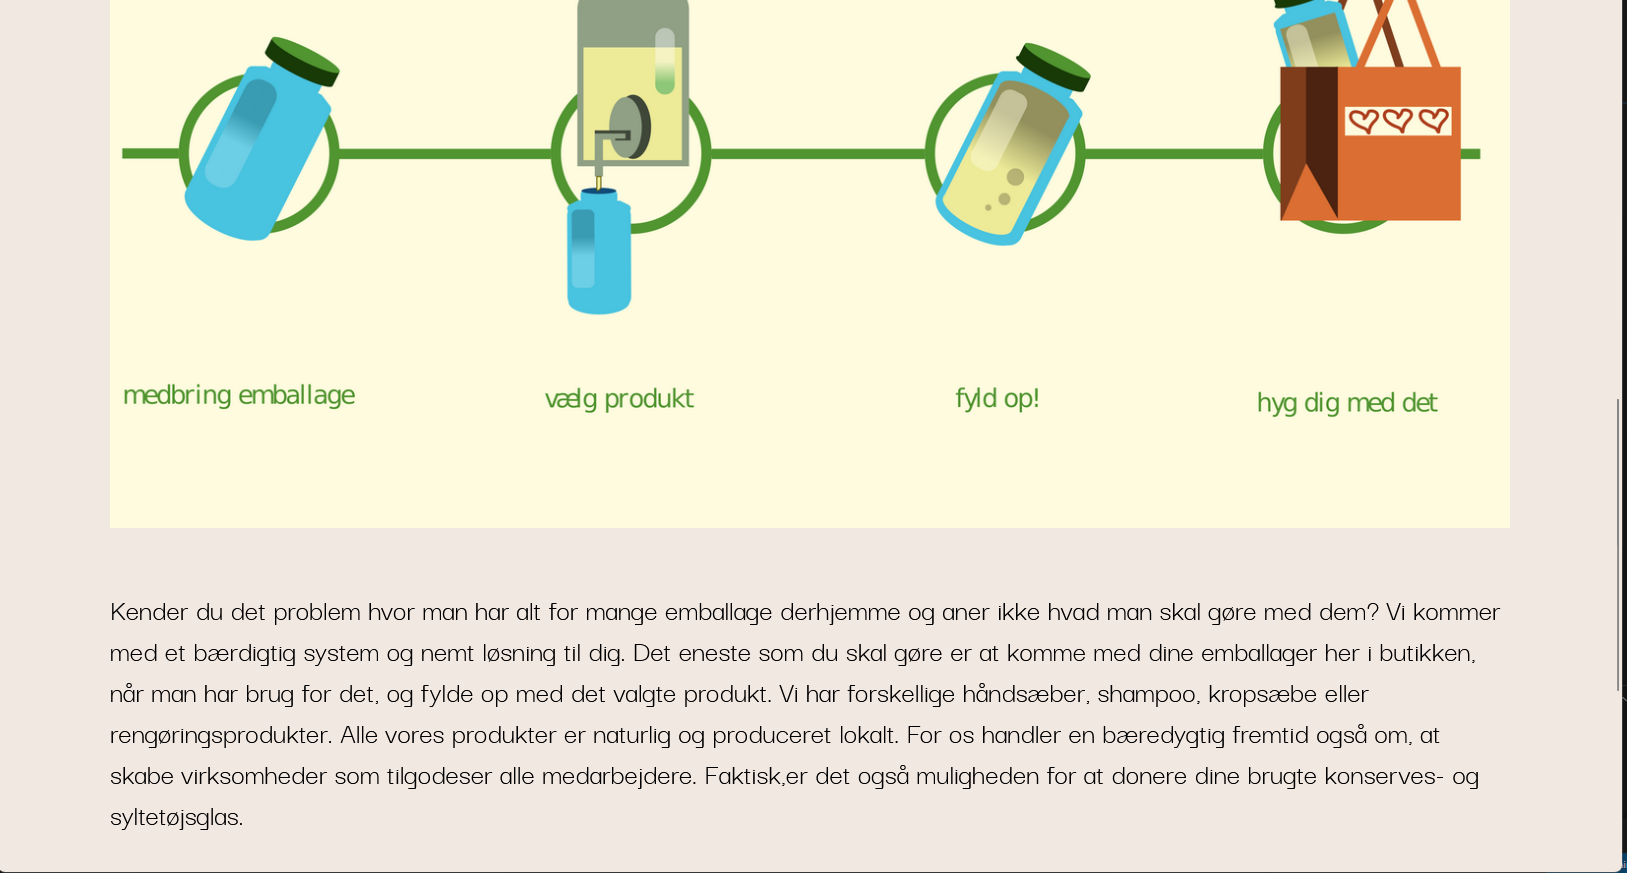 medbring emballage
vælg produkt
fyld op!
hyg dig med det
Kender du det problem hvor man har alt for mange emballage derhjemme og aner ikke hvad man skal gøre med dem? Vi kommer
med et bærdigtig system og nemt løsning til dig. Det eneste som du skal gøre er at komme med dine emballager her i butikken,
når man har brug for det, og fylde op med det valgte produkt. Vi har forskellige håndsæber, shampoo, kropsæbe eller
rengøringsprodukter. Alle vores produkter er naturlig og produceret lokalt. For os handler en bæredygtig fremtid også om, at
skabe virksomheder som tilgodeser alle medarbejdere. Faktisk,er det også muligheden for at donere dine brugte konserves- og
syltetøjsglas.